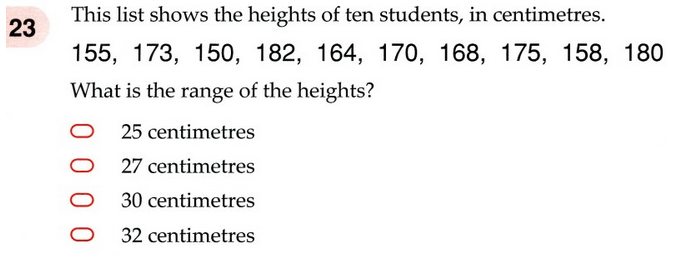 23
This list shows the heights of ten students, in centimetres.
155, 173, 150, 182, 164, 170, 168, 175, 158, 180
What is the range of the heights?
25 centimetres
27 centimetres
30 centimetres
32 centimetres